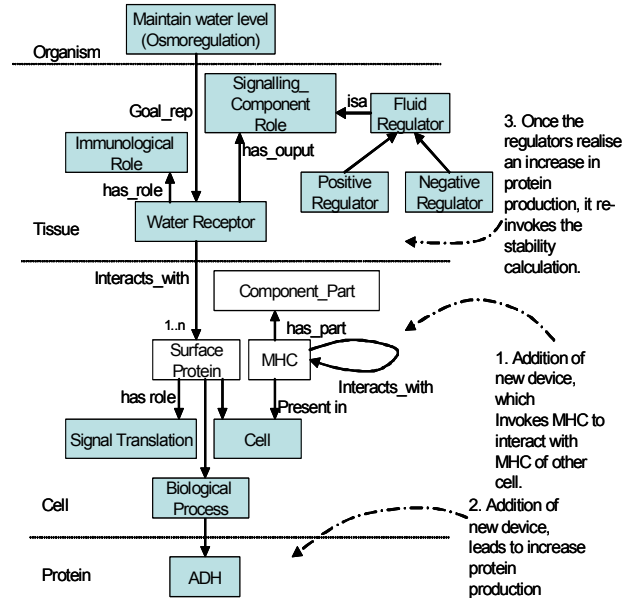 Maintain water level
(Osmoregulation)
Organism
Goal_rep
Signalling_
Component
Role
isa
Fluid
Regulator
Immunological
Role
has_ouput
has_role
Positive
Regulator
Negative
Regulator
Water Receptor
Tissue
3. Once the
regulators realise
an increase in
protein
production, it re-
invokes the
stability
calculation.
Interacts_with
Component_Part
has_part
1..n
Surface
Protein
MHC
Interacts_with
has role
Present in
Signal Translation
Cell
1. Addition of
new device,
which
Invokes MHC to
interact with
MHC of other
cell.
Biological
Process
Cell
2. Addition of
new device,
leads to increase
protein
production
Protein
ADH